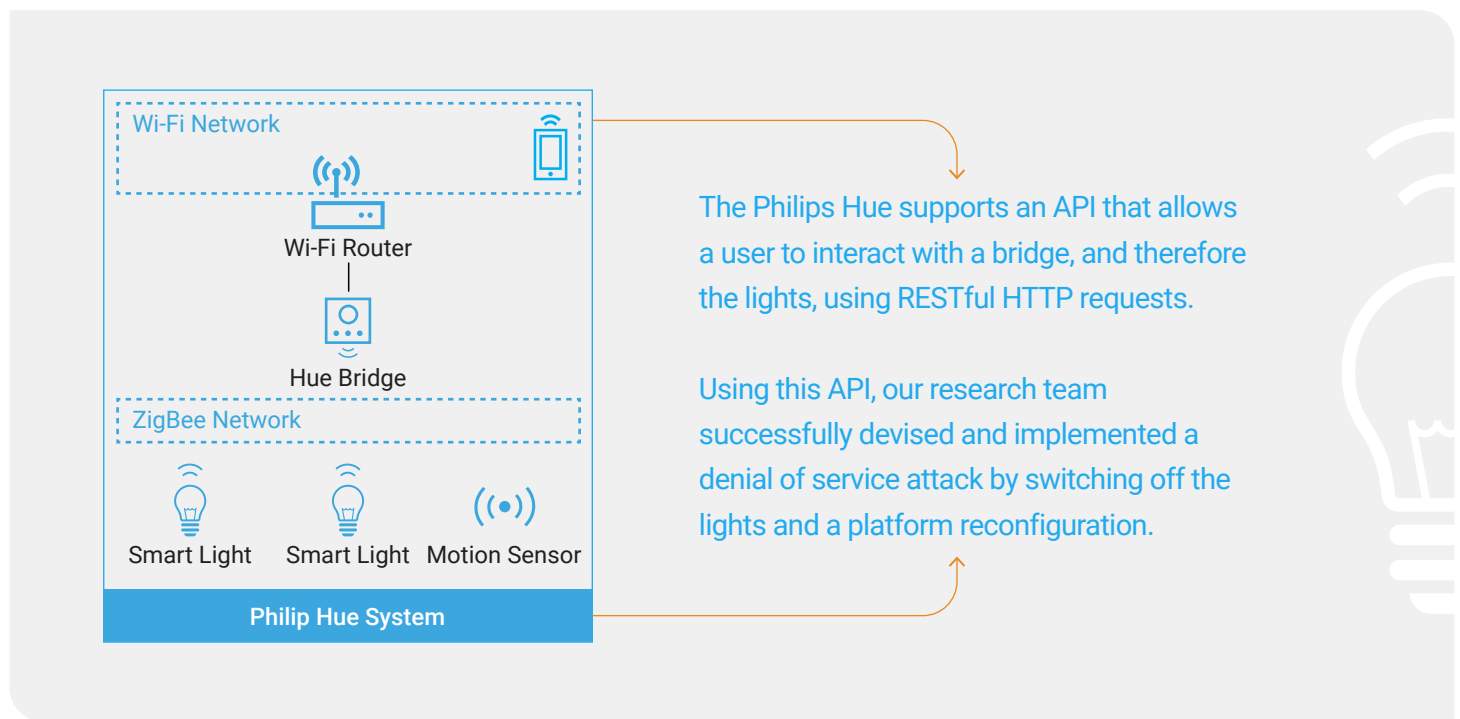 Wi-Fi Network
Wi-Fi Router
Hue Bridge
ZigBee Network
Smart Light
Smart Light
Motion Sensor
Philip Hue System
The Philips Hue supports an API that allows
a user to interact with a bridge, and therefore
the lights, using RESTful HTTP requests.
Using this API, our research team
successfully devised and implemented a
denial of service attack by switching off the
lights and a platform reconfiguration.